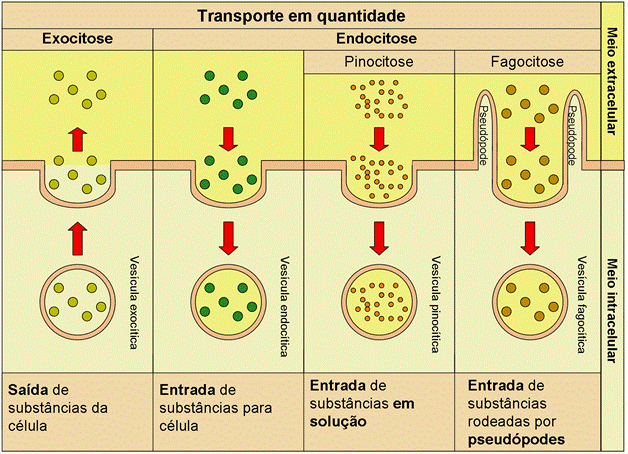 Transporte em quantidade
Exocitose
Endocitose
Pinocitose
Fagocitose
Meio extracelular
Pseudópode
Pseudópode
Vesícula exocítica
Vesícula endocítica
Vesícula pinocítica
Vesícula fagocítica
Meio intracelular
Saída de
substâncias da
célula
Entrada de
substâncias para
célula
Entrada de
substâncias em
solução
Entrada de
substâncias
rodeadas por
pseudópodes